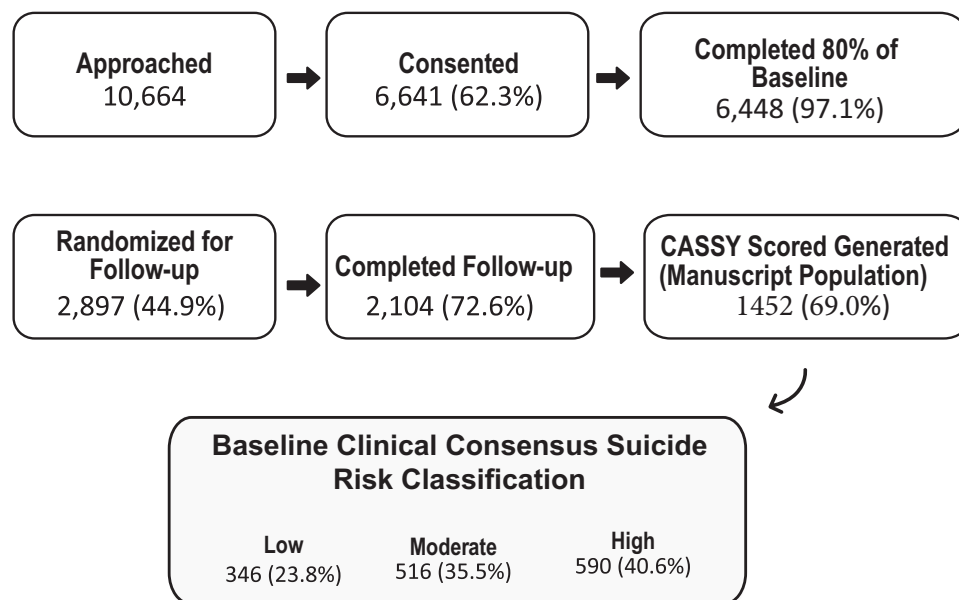 Approached
10,664
Consented
6,641 (62.3%)
Completed 80% of
Baseline
6,448 (97.1%)
Randomized for
Follow-up
2,897 (44.9%)
Completed Follow-up
2,104 (72.6%)
CASSY Scored Generated
(Manuscript Population)
1452 (69.0%)
Baseline Clinical Consensus Suicide
Risk Classification
Low
346 (23.8%)
Moderate
516 (35.5%)
High
590 (40.6%)